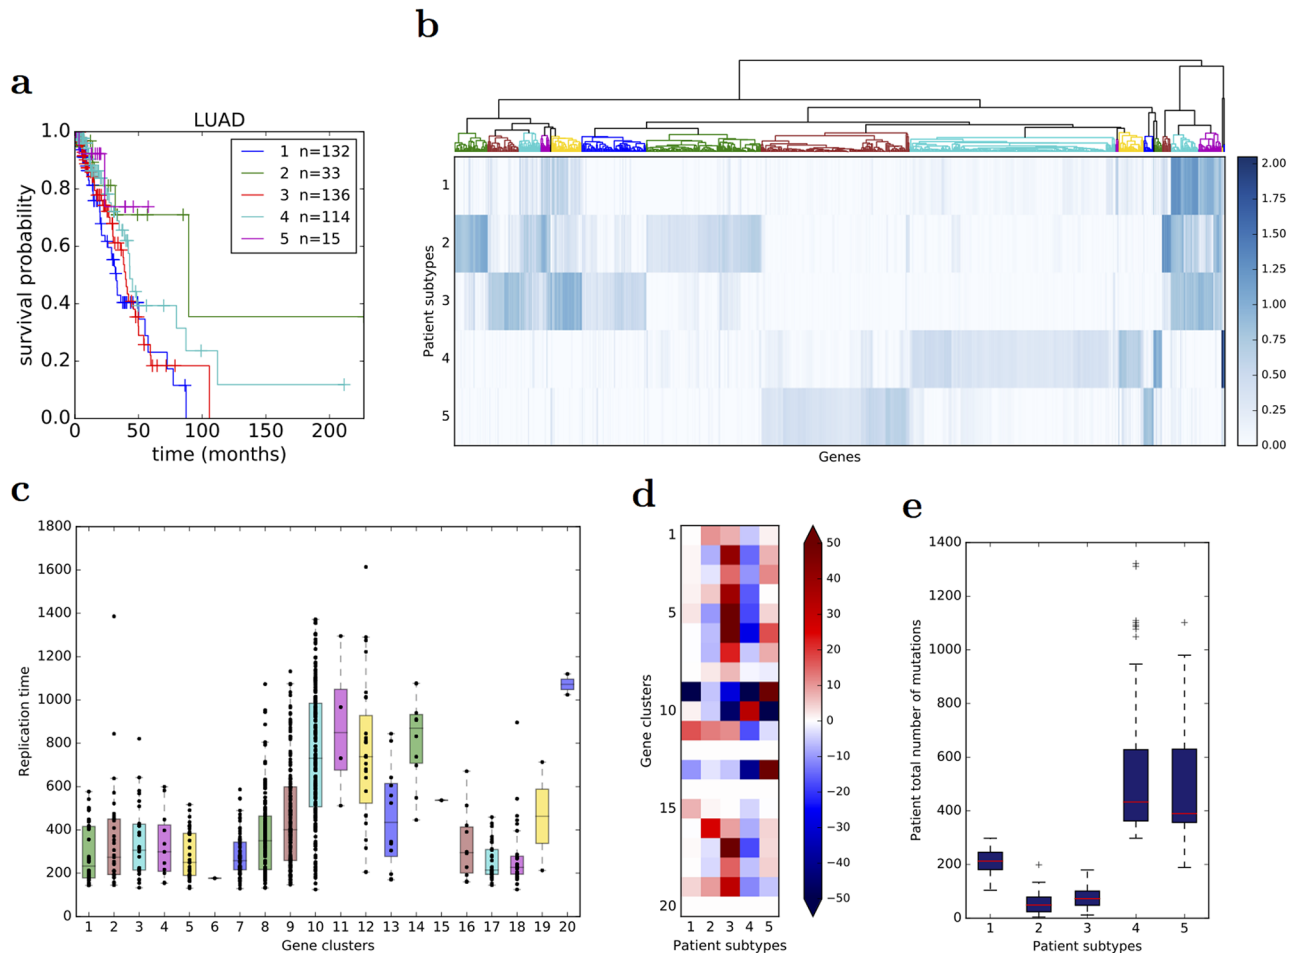 a
LUAD
1.0
0.8
0.6
0.4
0.2
0.0
survival probability
1 n=132
2 n=33
3 n=136
4 n=114
5 n=15
0 50 100 150 200
time (months)
b
Patient subtypes
1
2
3
4
5
Genes
2.00
1.75
1.50
1.25
1.00
0.75
0.50
0.25
0.00
c
1800
1600
1400
1200
1000
800
600
400
200
0
Replication time
1 2 3 4 5 6 7 8 9 10 11 12 13 14 15 16 17 18 19 20
Gene clusters
d
1
5
10
15
20
Gene clusters
1 2 3 4 5
Patient subtypes
50
40
30
20
10
0
−10
−20
−30
−40
−50
e
1400
1200
1000
800
600
400
200
0
Patient total number of mutations
1 2 3 4 5
Patient subtypes